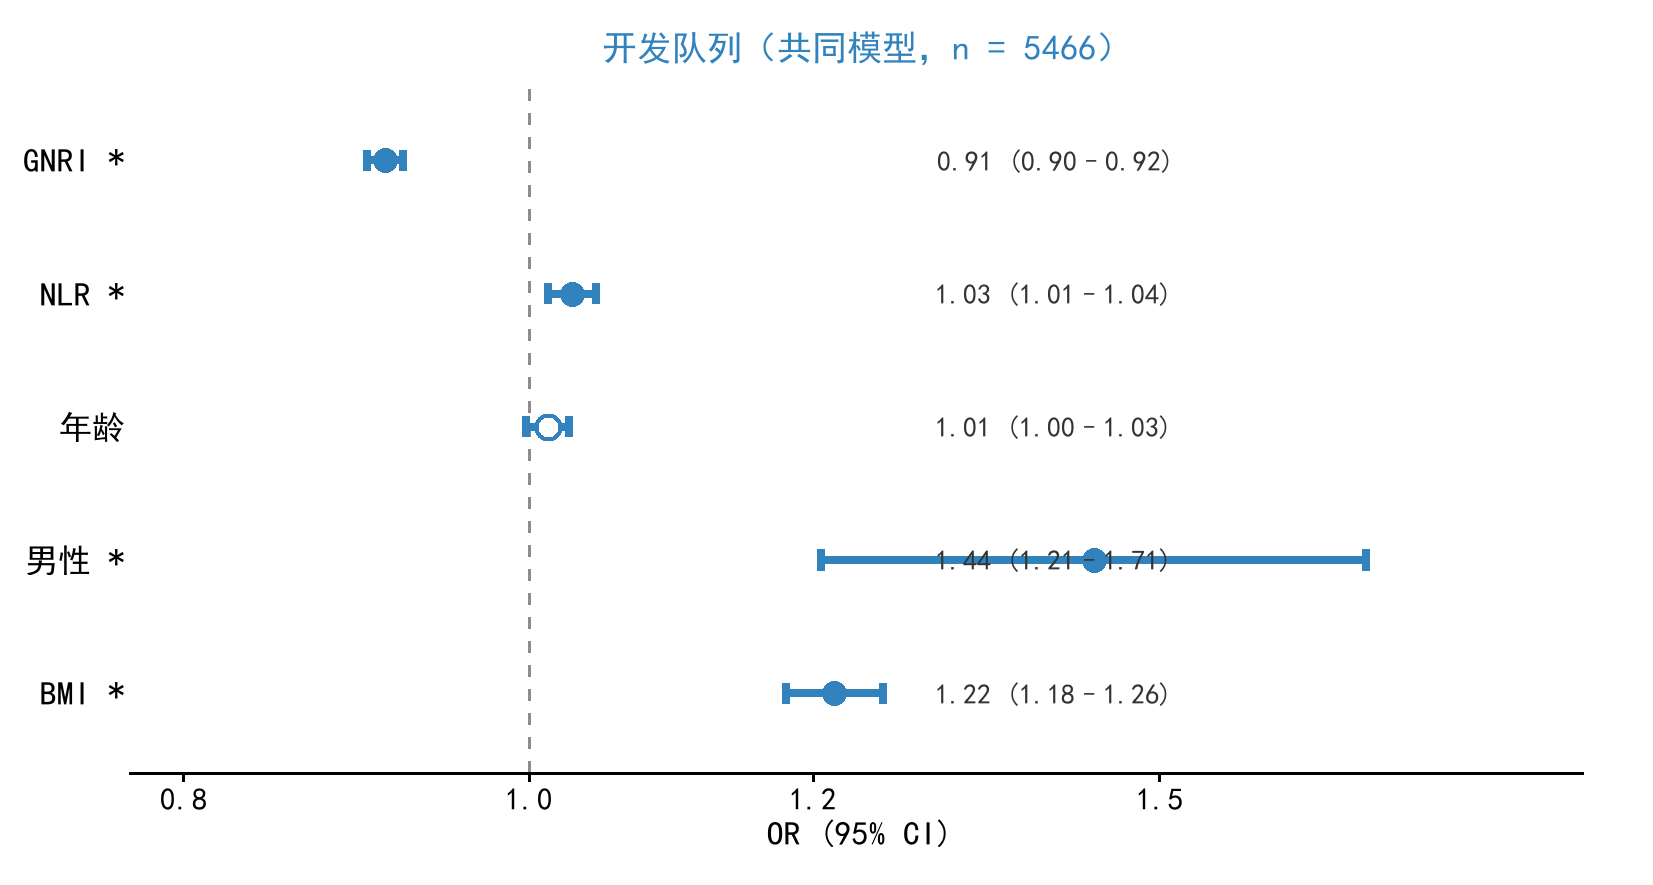 开发队列（共同模型，n = 5466）
GNRI * 0.91 (0.90-0.92)
NLR * 1.03 (1.01-1.04)
年龄 1.01 (1.00-1.03)
男性 * 1.44 (1.21-1.71)
BMI * 1.22 (1.18-1.26)
0.8 1.0 1.2 1.5
OR (95% CI)